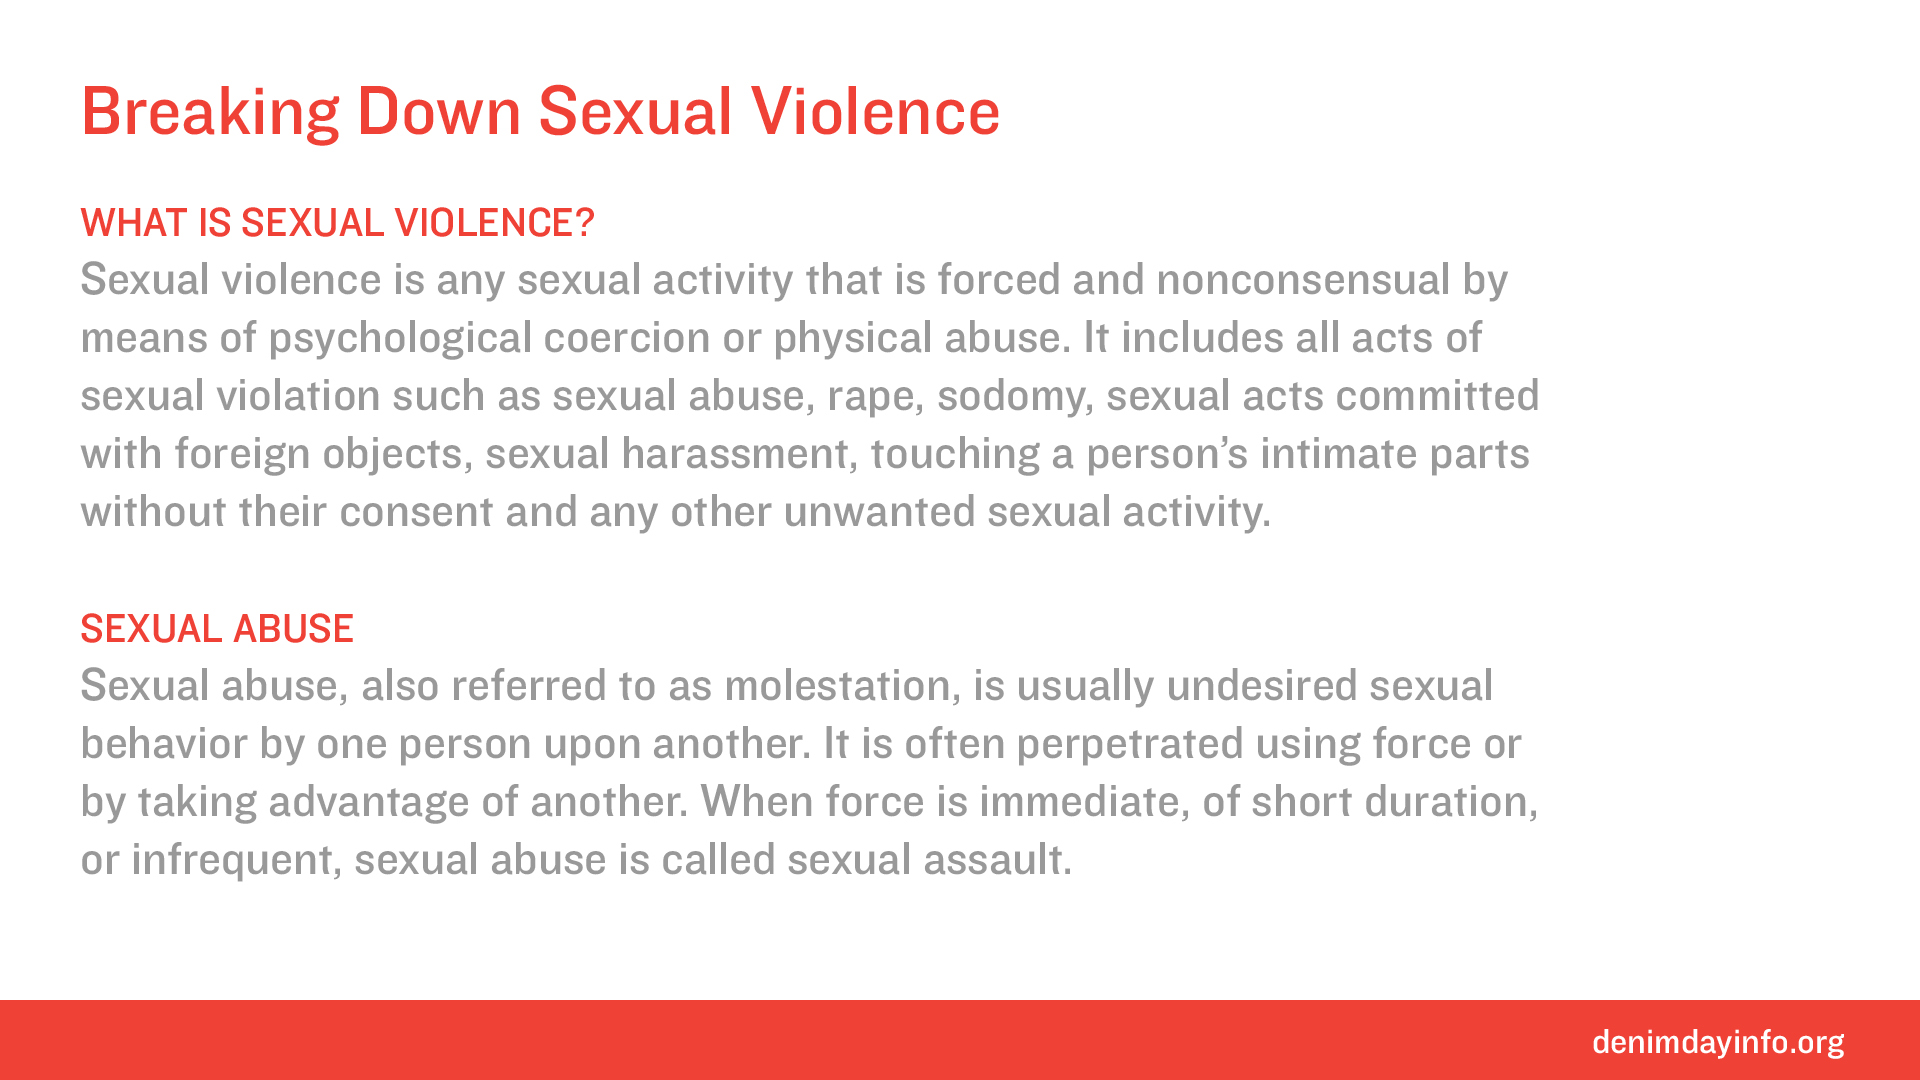 Breaking Down Sexual Violence
WHAT IS SEXUAL VIOLENCE?
Sexual violence is any sexual activity that is forced and nonconsensual by
means of psychological coercion or physical abuse. It includes all acts of
sexual violation such as sexual abuse, rape, sodomy, sexual acts committed
with foreign objects, sexual harassment, touching a person’s intimate parts
without their consent and any other unwanted sexual activity.
SEXUAL ABUSE
Sexual abuse, also referred to as molestation, is usually undesired sexual
behavior by one person upon another. It is often perpetrated using force or
by taking advantage of another. When force is immediate, of short duration,
or infrequent, sexual abuse is called sexual assault.
denimdayinfo.org